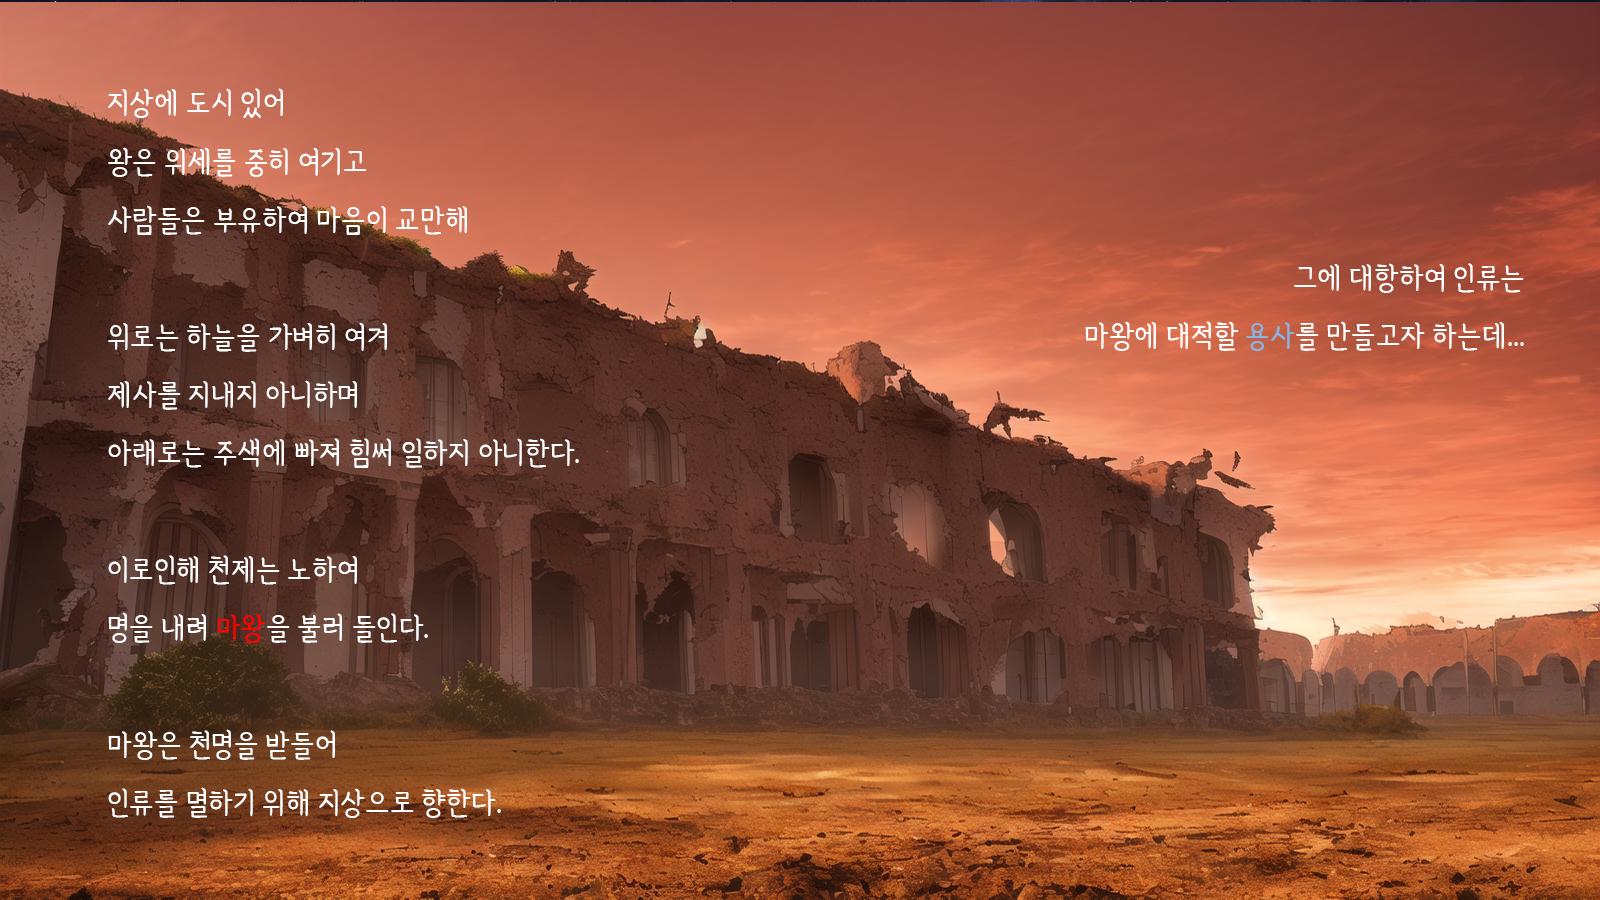 지상에 도시 있어
왕은 위세를 중히 여기고
사람들은 부유하여 마음이 교만해
위로는 하늘을 가벼히 여겨
제사를 지내지 아니하며
아래로는 주색에 빠져 힘써 일하지 아니한다.
이로인해 천제는 노하여
명을 내려 마왕을 불러 들인다.
마왕은 천명을 받들어
인류를 멸하기 위해 지상으로 향한다.
그에 대항하여 인류는
마왕에 대적할 용사를 만들고자 하는데...